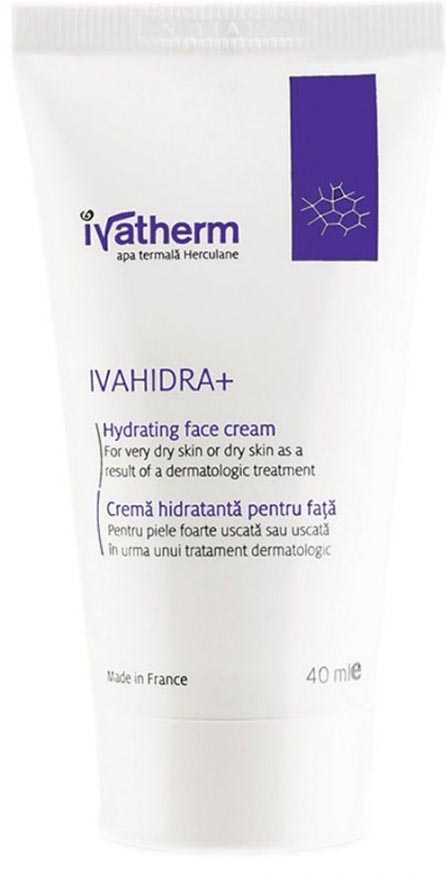 ivatherm
apa termală Herculane
IVAHIDRA+
Hydrating face cream
For very dry skin or dry skin as a
result of a dermatologic treatment
Cremă hidratantă pentru față
Pentru piele foarte uscată sau uscată
în urma unui tratament dermatologic
Made in France
40 ml℮